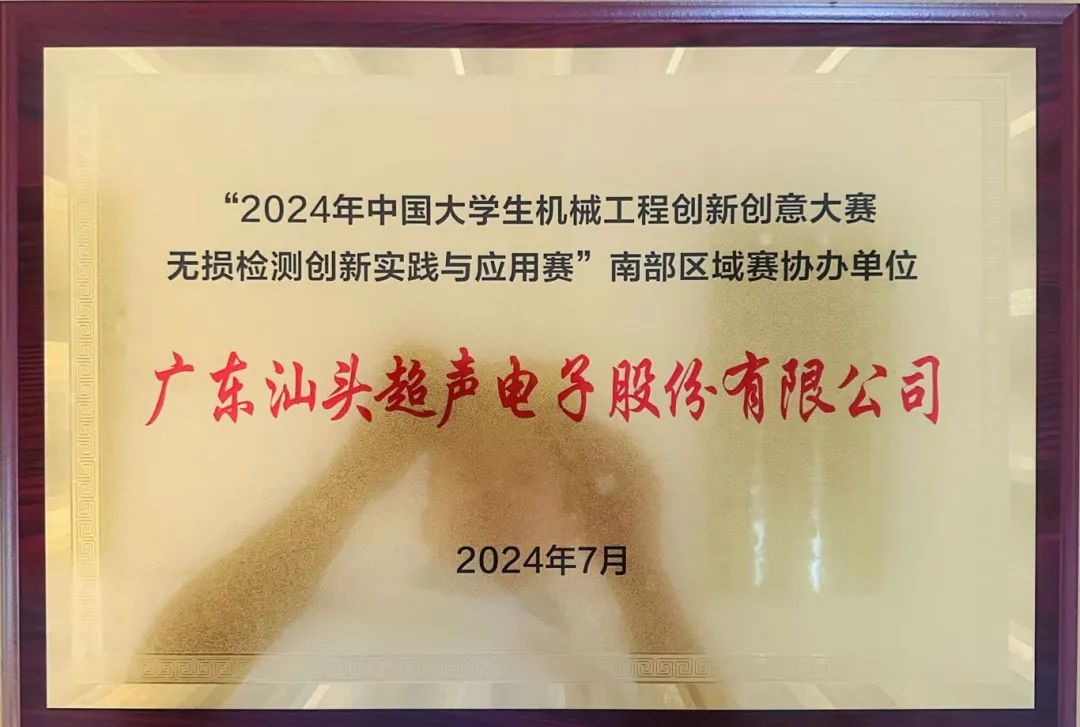 “2024年中国大学生机械工程创新创意大赛
无损检测创新实践与应用赛”南部区域赛协办单位
广东汕头超声电子股份有限公司
2024年7月